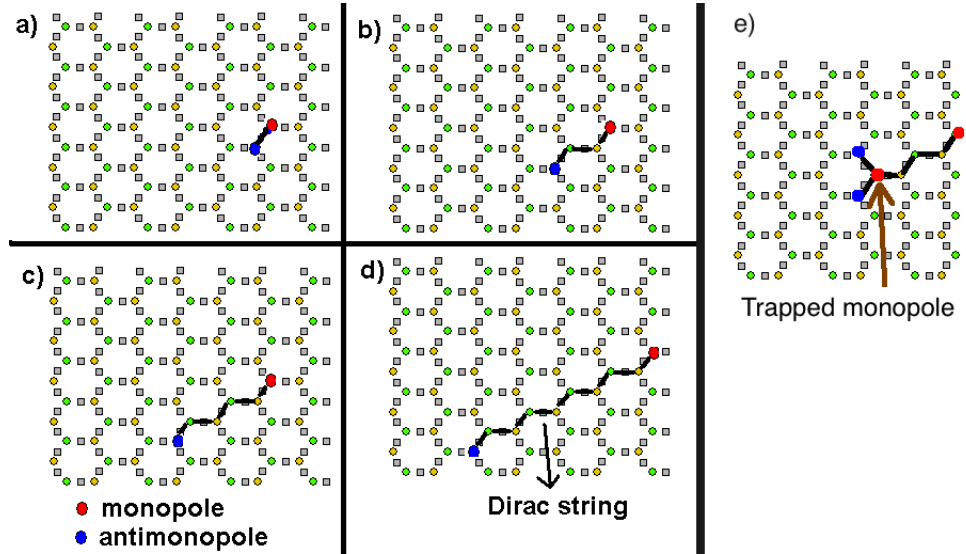 a)
b)
c)
monopole
antimonopole
d)
Dirac string
e)
Trapped monopole